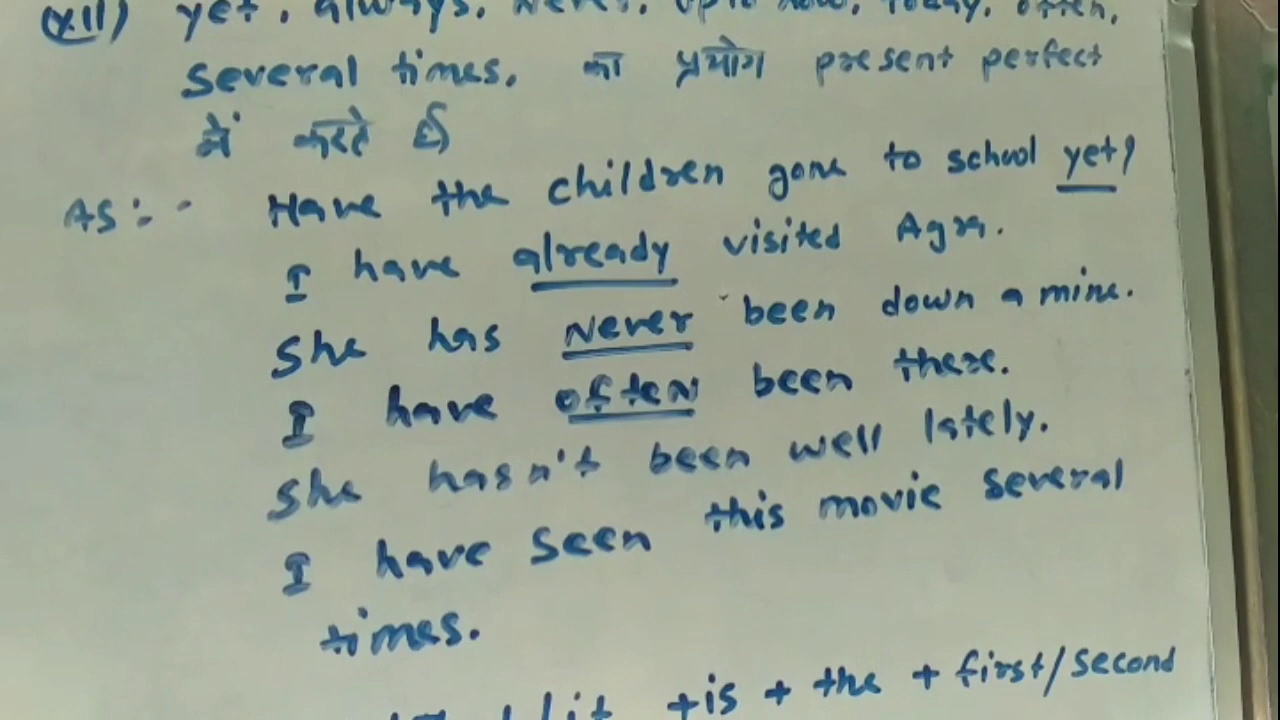 (XII) yet, always, Never, upto now, today, often,
several times. का प्रयोग present perfect
में करते हैं
As:- Have the children gone to school yet?
I have already visited Agra.
She has Never been down a mine.
I have often been there.
She hasn't been well lately.
I have seen this movie several
times.
it +is + the + first/second